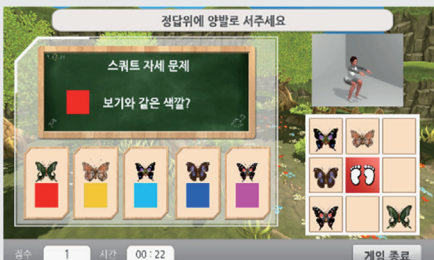 정답위에 양발로 서주세요
스쿼트 자세 문제
보기와 같은 색깔?
점수 1 시간 00 : 22 게임 종료